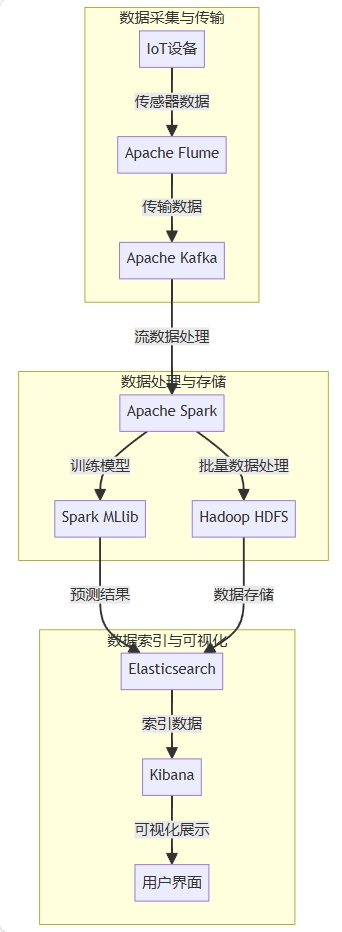 数据采集与传输
IoT设备
传感器数据
Apache Flume
传输数据
Apache Kafka
流数据处理
数据处理与存储
Apache Spark
训练模型
批量数据处理
Spark MLlib
Hadoop HDFS
预测结果
数据存储
数据索引与可视化
Elasticsearch
索引数据
Kibana
可视化展示
用户界面